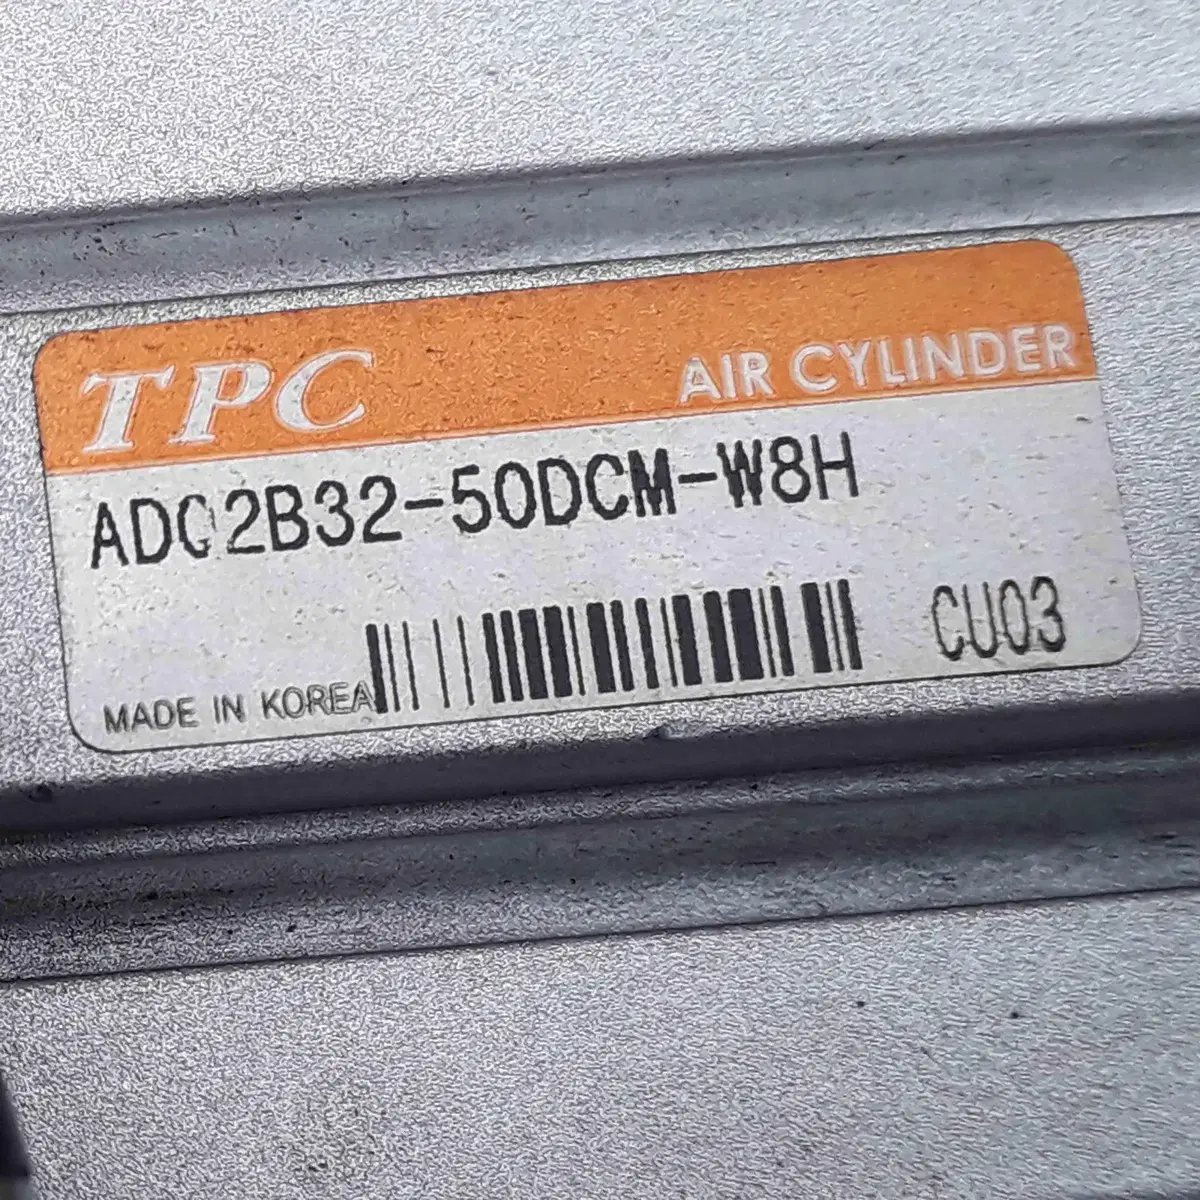 TPC AIR CYLINDER
ADQ2B32-50DCM-W8H
CU03
MADE IN KOREA